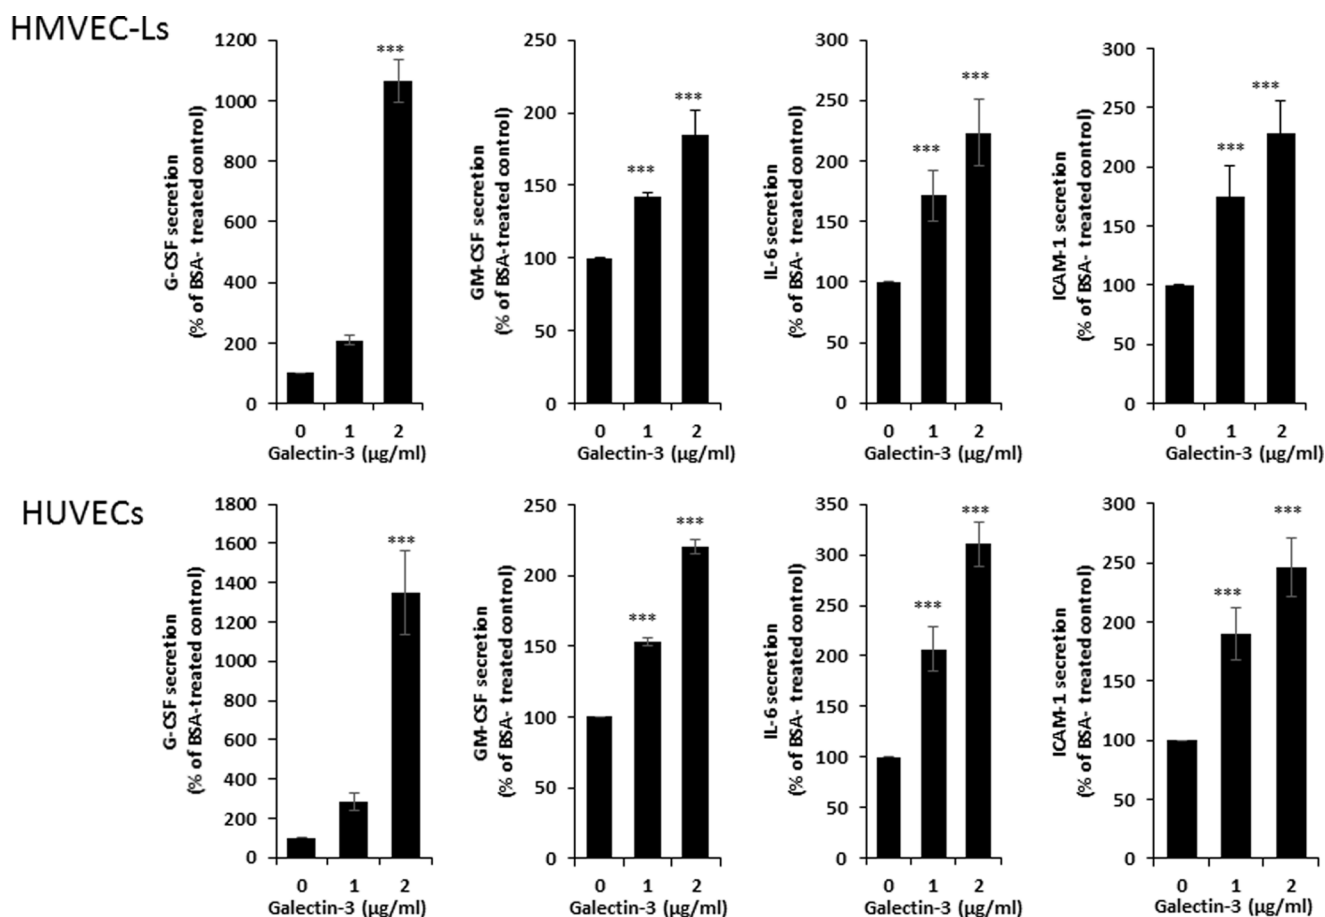 HMVEC-Ls
G-CSF secretion
(% of BSA- treated control)
1200
1000
800
600
400
200
0
***
0 1 2
Galectin-3 (µg/ml)
GM-CSF secretion
(% of BSA-treated control)
250
200
150
100
50
0
***
***
0 1 2
Galectin-3 (µg/ml)
IL-6 secretion
(% of BSA- treated control)
300
250
200
150
100
50
0
***
***
0 1 2
Galectin-3 (µg/ml)
ICAM-1 secretion
(% of BSA- treated control)
300
250
200
150
100
50
0
***
***
0 1 2
Galectin-3 (µg/ml)
HUVECs
G-CSF secretion
(% of BSA-treated control)
1800
1600
1400
1200
1000
800
600
400
200
0
***
0 1 2
Galectin-3 (µg/ml)
GM-CSF secretion
(% of BSA-treated control)
250
200
150
100
50
0
***
***
0 1 2
Galectin-3 (µg/ml)
IL-6 secretion
(% of BSA- treated control)
350
300
250
200
150
100
50
0
***
***
0 1 2
Galectin-3 (µg/ml)
ICAM-1 secretion
(% of BSA- treated control)
300
250
200
150
100
50
0
***
***
0 1 2
Galectin-3 (µg/ml)